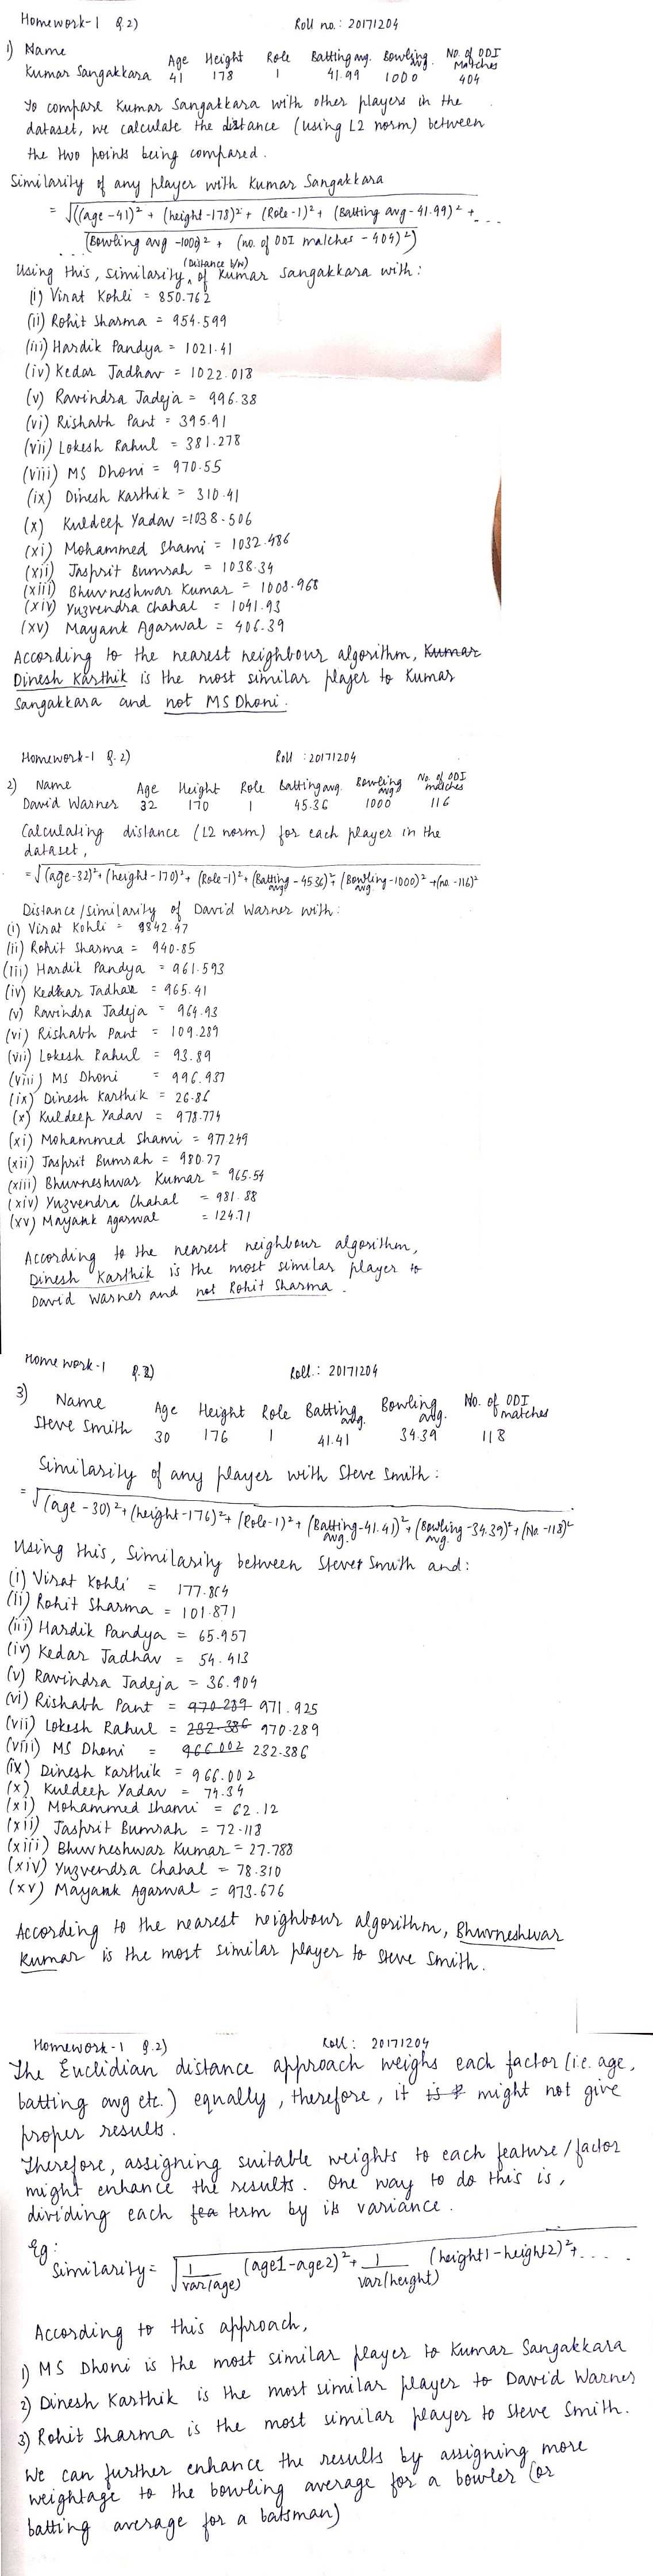 Homework-1 Q.2) Roll no.: 20171204
1) Name Age Height Role Batting avg. Bowling avg. No. of ODI Matches
Kumar Sangakkara 41 178 1 41.99 1000 404
To compare Kumar Sangakkara with other players in the
dataset, we calculate the distance (using L2 norm) between
the two points being compared.
Similarity of any player with Kumar Sangakkara
= √((age-41)² + (height-178)² + (Role-1)² + (Batting avg-41.99)² + ...
... (Bowling avg -1000)² + (no. of ODI matches - 404)²)
Using this, similarity (Distance b/w) of Kumar Sangakkara with:
(i) Virat Kohli = 850.762
(ii) Rohit Sharma = 954.599
(iii) Hardik Pandya = 1021.41
(iv) Kedar Jadhav = 1022.018
(v) Ravindra Jadeja = 996.38
(vi) Rishabh Pant = 395.91
(vii) Lokesh Rahul = 381.278
(viii) MS Dhoni = 970.55
(ix) Dinesh Karthik = 310.41
(x) Kuldeep Yadav = 1038.506
(xi) Mohammed Shami = 1032.486
(xii) Jasprit Bumrah = 1038.34
(xiii) Bhuvneshwar Kumar = 1008.968
(xiv) Yuzvendra Chahal = 1041.93
(xv) Mayank Agarwal = 406.39
According to the nearest neighbour algorithm, Kumar
Dinesh Karthik is the most similar player to Kumar
Sangakkara and not MS Dhoni.
Homework-1 Q.2) Roll : 20171204
2) Name Age Height Role Batting avg. Bowling avg No. of ODI matches
David Warner 32 170 1 45.36 1000 116
Calculating distance (L2 norm) for each player in the
dataset,
= √(age-32)² + (height-170)² + (Role-1)² + (Batting avg - 45.36)² + (Bowling avg. -1000)² + (no. -116)²
Distance/similarity of David Warner with:
(i) Virat Kohli = 9842.47
(ii) Rohit Sharma = 940.85
(iii) Hardik Pandya = 961.593
(iv) Kedhar Jadhav = 965.41
(v) Ravindra Jadeja = 964.93
(vi) Rishabh Pant = 109.289
(vii) Lokesh Rahul = 93.89
(viii) MS Dhoni = 996.937
(ix) Dinesh Karthik = 26.86
(x) Kuldeep Yadav = 978.774
(xi) Mohammed Shami = 977.249
(xii) Jasprit Bumrah = 980.77
(xiii) Bhuvneshwar Kumar = 965.54
(xiv) Yuzvendra Chahal = 981.88
(xv) Mayank Agarwal = 124.71
According to the nearest neighbour algorithm,
Dinesh Karthik is the most similar player to
David Warner and not Rohit Sharma.
Homework-1 Q.2) Roll.: 20171204
3) Name Age Height Role Batting avg. Bowling avg. No. of ODI matches
Steve Smith 30 176 1 41.41 34.39 118
Similarity of any player with Steve Smith:
= √(age-30)² + (height-176)² + (Role-1)² + (Batting avg. -41.41)² + (Bowling avg. -34.39)² + (No. -118)²
Using this, Similarity between Steve Smith and:
(i) Virat Kohli = 177.864
(ii) Rohit Sharma = 101.871
(iii) Hardik Pandya = 65.957
(iv) Kedar Jadhav = 54.413
(v) Ravindra Jadeja = 36.904
(vi) Rishabh Pant = 970.289 971.925
(vii) Lokesh Rahul = 232.386 970.289
(viii) MS Dhoni = 966.002 232.386
(ix) Dinesh Karthik = 966.002
(x) Kuldeep Yadav = 74.34
(xi) Mohammed Shami = 62.12
(xii) Jasprit Bumrah = 72.118
(xiii) Bhuvneshwar Kumar = 27.788
(xiv) Yuzvendra Chahal = 78.310
(xv) Mayank Agarwal = 973.676
According to the nearest neighbour algorithm, Bhuvneshwar
Kumar is the most similar player to Steve Smith.
Homework-1 Q.2) Roll: 20171204
The Euclidian distance approach weighs each factor (i.e. age,
batting avg etc.) equally, therefore, it is might not give
proper results.
Therefore, assigning suitable weights to each feature/factor
might enhance the results. One way to do this is,
dividing each fea term by its variance.
Eg:
Similarity = √ 1/var(age) (age1-age2)² + 1/var(height) (height1-height2)² + ....
According to this approach,
1) MS Dhoni is the most similar player to Kumar Sangakkara
2) Dinesh Karthik is the most similar player to David Warner
3) Rohit Sharma is the most similar player to Steve Smith.
We can further enhance the results by assigning more
weightage to the bowling average for a bowler (or
batting average for a batsman)